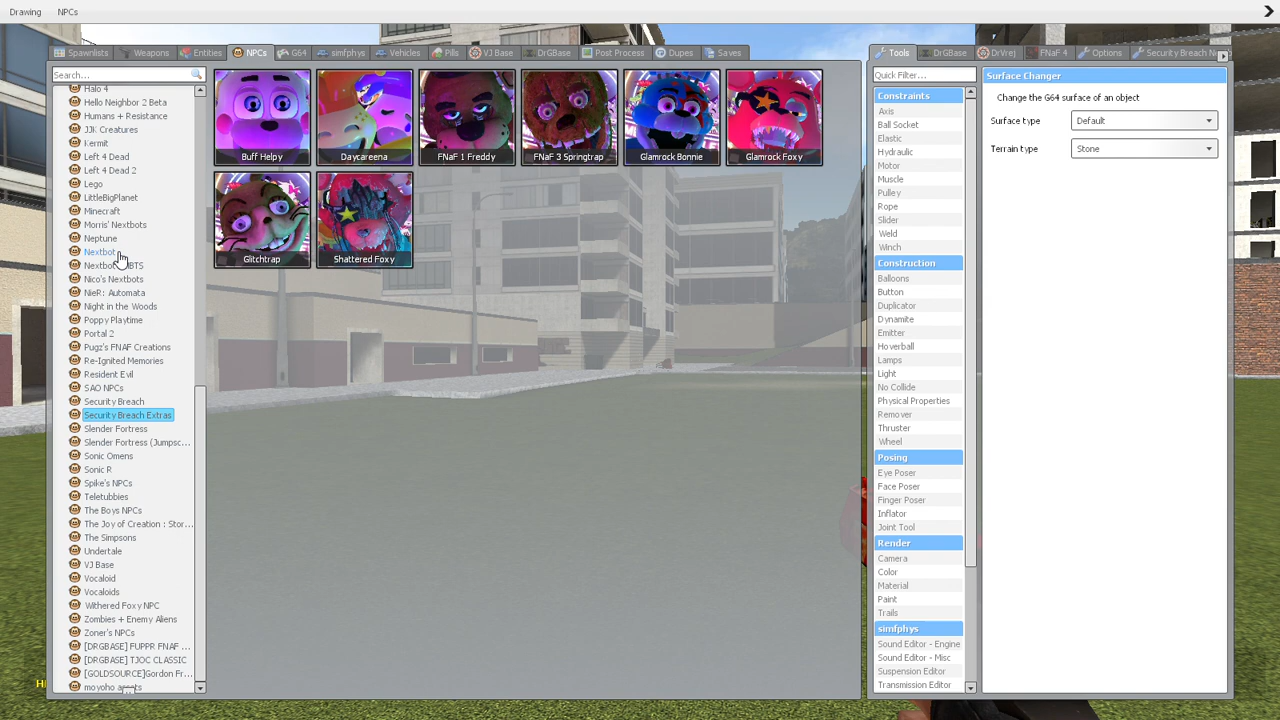 Drawing NPCs
Spawnlists Weapons Entities NPCs G64 simfphys Vehicles Pills VJ Base DrGBase Post Process Dupes Saves
Tools DrGBase DrVrej FNaF 4 Options Security Breach
Search...
Halo 4
Hello Neighbor 2 Beta
Humans + Resistance
JJK Creatures
Kermit
Left 4 Dead
Left 4 Dead 2
Lego
LittleBigPlanet
Minecraft
Morris' Nextbots
Neptune
Nextbot
Nico's Nextbots
NieR: Automata
Night in the Woods
Poppy Playtime
Portal 2
Pugz's FNAF Creations
Re-Ignited Memories
Resident Evil
SAO NPCs
Security Breach
Security Breach Extras
Slender Fortress
Slender Fortress (Jumpsc...
Sonic Omens
Sonic R
Spike's NPCs
Teletubbies
The Boys NPCs
The Joy of Creation : Stor...
The Simpsons
Undertale
VJ Base
Vocaloid
Vocaloids
Withered Foxy NPC
Zombies + Enemy Aliens
Zoner's NPCs
[DRGBASE] FUPPR FNAF ...
[DRGBASE] TJOC CLASSIC
[GOLDSOURCE]Gordon Fr...
moyoho assets
Buff Helpy Daycareena FNaF 1 Freddy FNaF 3 Springtrap Glamrock Bonnie Glamrock Foxy
Glitchtrap Shattered Foxy
Quick Filter...
Constraints
Axis
Ball Socket
Elastic
Hydraulic
Motor
Muscle
Pulley
Rope
Slider
Weld
Winch
Construction
Balloons
Button
Duplicator
Dynamite
Emitter
Hoverball
Lamps
Light
No Collide
Physical Properties
Remover
Thruster
Wheel
Posing
Eye Poser
Face Poser
Finger Poser
Inflator
Joint Tool
Render
Camera
Color
Material
Paint
Trails
simfphys
Sound Editor - Engine
Sound Editor - Misc
Suspension Editor
Transmission Editor
Surface Changer
Change the G64 surface of an object
Surface type Default
Terrain type Stone